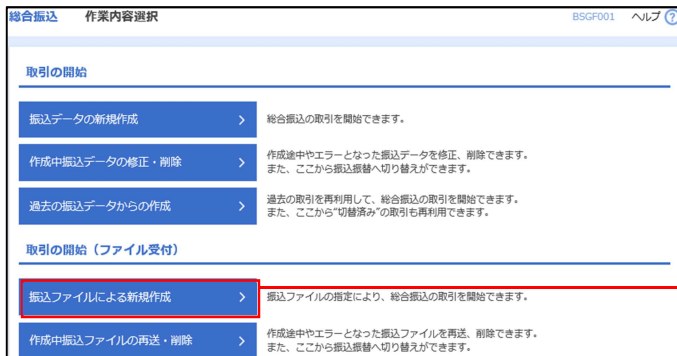 総合振込 作業内容選択 BSGF001 ヘルプ ?
取引の開始
振込データの新規作成 > 総合振込の取引を開始できます。
作成中振込データの修正・削除 > 作成途中やエラーとなった振込データを修正、削除できます。
また、ここから振込振替へ切り替えができます。
過去の振込データからの作成 > 過去の取引を再利用して、総合振込の取引を開始できます。
また、ここから“切替済み”の取引も再利用できます。
取引の開始（ファイル受付）
振込ファイルによる新規作成 > 振込ファイルの指定により、総合振込の取引を開始できます。
作成中振込ファイルの再送・削除 > 作成途中やエラーとなった振込ファイルを再送、削除できます。
また、ここから振込振替へ切り替えができます。